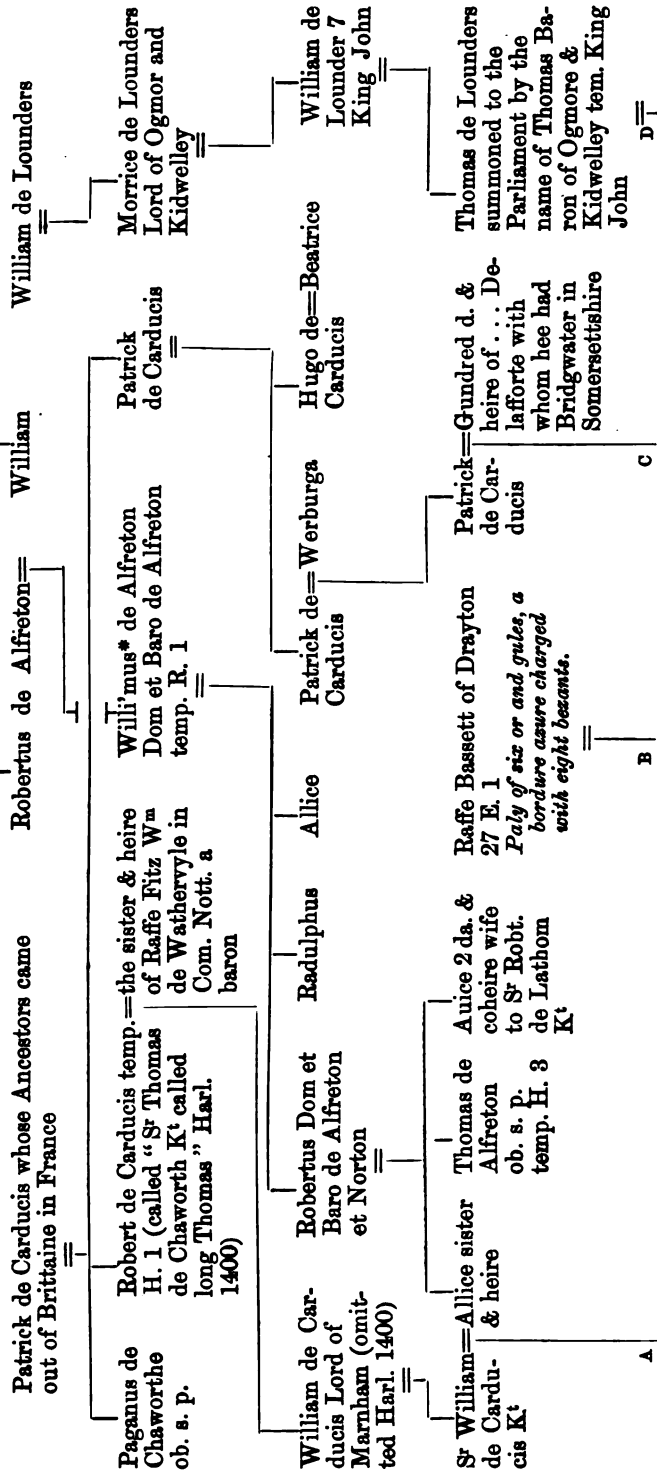 Patrick de Carducis whose Ancestors came
out of Brittaine in France
Robertus de Alfreton
William
William de Lounders
Paganus de
Chaworthe
ob. s. p.
Robert de Carducis temp.
H. 1 (called “Sr Thomas
de Chaworth Kt called
long Thomas” Harl.
1400)
=the sister & heire
of Raffe Fitz Wm
de Wathervyle in
Com. Nott. a
baron
Willi'mus* de Alfreton
Dom et Baro de Alfreton
temp. R. 1
Patrick
de Carducis
Morrice de Lounders
Lord of Ogmor and
Kidwelley
William de Car-
ducis Lord of
Marnham (omit-
ted Harl. 1400)
Robertus Dom et
Baro de Alfreton
et Norton
Radulphus
Allice
Patrick de=Werburga
Carducis
Hugo de=Beatrice
Carducis
William de
Lounder 7
King John
Sr William=Allice sister
de Cardu-
cis Kt
& heire
Thomas de
Alfreton
ob. s. p.
temp. H. 3
Auice 2 da. &
coheire wife
to Sr Robt.
de Lathom
Kt
Raffe Bassett of Drayton
27 E. 1
Paly of six or and gules, a
bordure azure charged
with eight bezants.
Patrick=Gundred d. &
de Car-
ducis
heire of ... De-
lafforte with
whom hee had
Bridgwater in
Somersettshire
Thomas de Lounders
summoned to the
Parliament by the
name of Thomas Ba-
ron of Ogmore &
Kidwelley tem. King
John
A
B
C
D